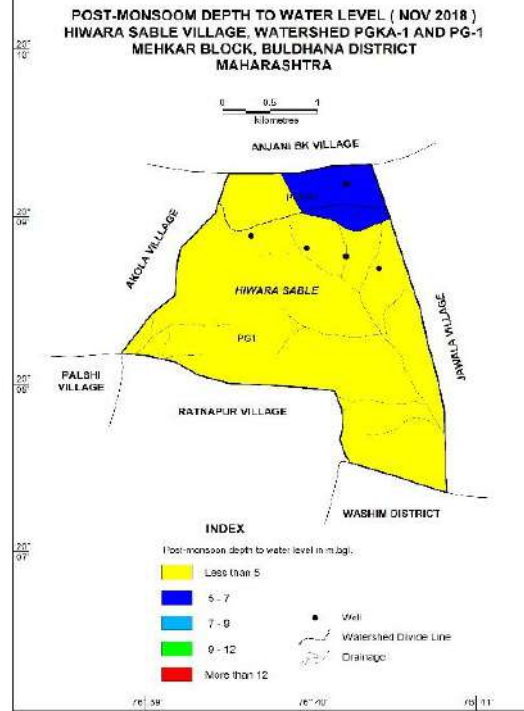 POST-MONSOOM DEPTH TO WATER LEVEL ( NOV 2018 )
HIWARA SABLE VILLAGE, WATERSHED PGKA-1 AND PG-1
MEHKAR BLOCK, BULDHANA DISTRICT
MAHARASHTRA
0 0.5 1
kilometres
ANJANI BK VILLAGE
20°
10'
20°
09'
AKOLA VILLLAGE
HIWARA SABLE
PG1
JAWALA VILLAGE
20°
08'
PALSHI
VILLAGE
RATNAPUR VILLAGE
WASHIM DISTRICT
20°
07'
INDEX
Post-monsoon depth to water level in m.bgl.
Less than 5
5 - 7
7 - 9
9 - 12
More than 12
Well
Watershed Divide Line
Drainage
76°39' 76°40' 76°41'